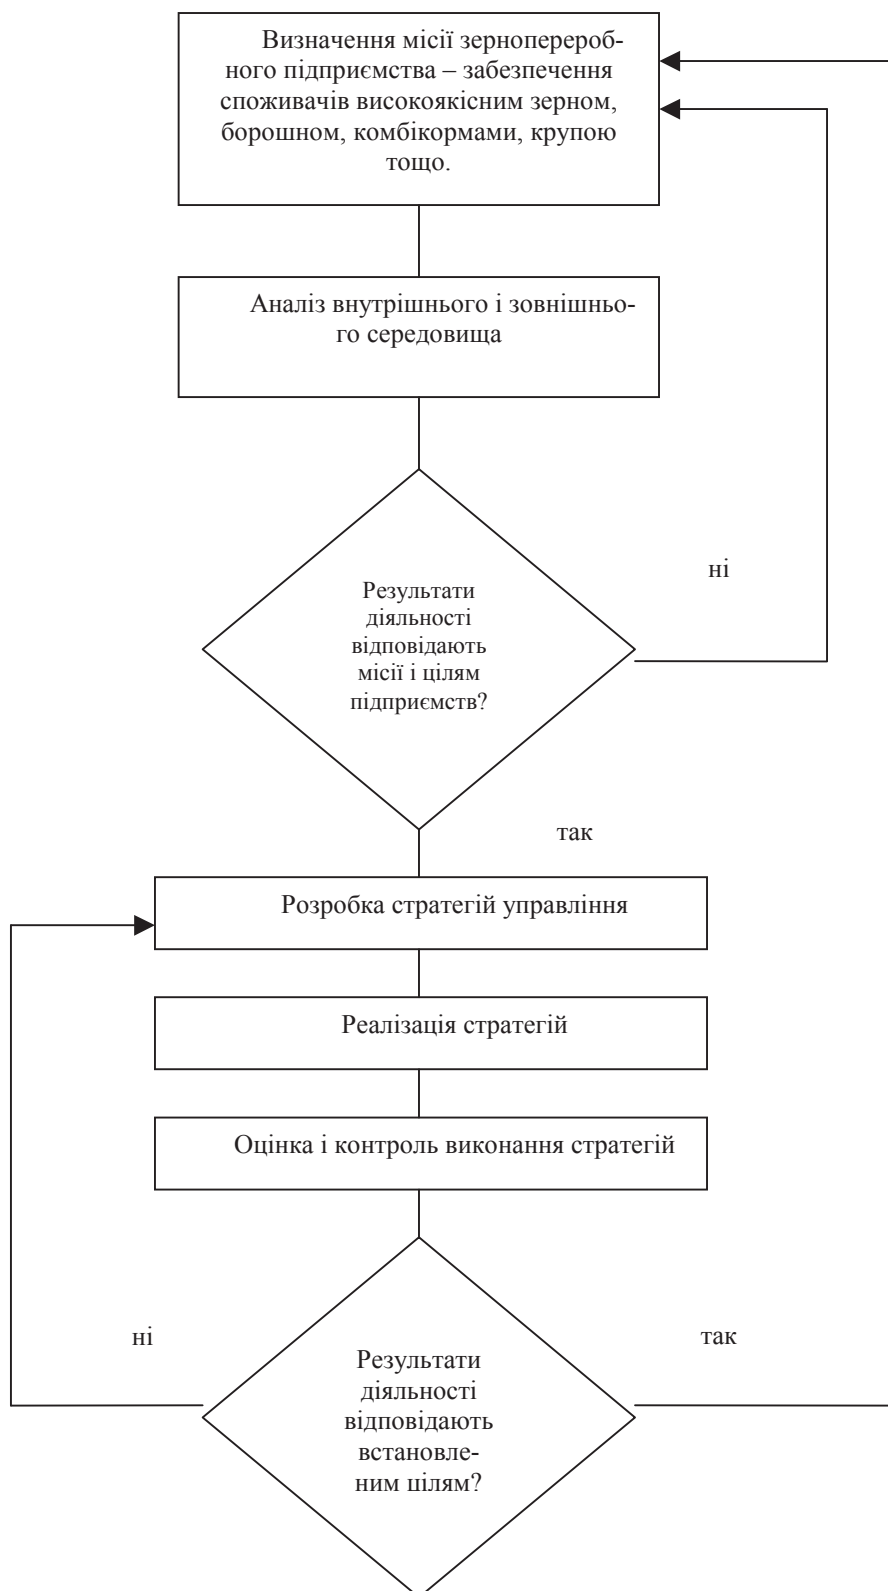 Визначення місії зерноперероб-
ного підприємства – забезпечення
споживачів високоякісним зерном,
борошном, комбікормами, крупою
тощо.
Аналіз внутрішнього і зовнішньо-
го середовища
ні
Результати
діяльності
відповідають
місії і цілям
підприємств?
так
Розробка стратегій управління
Реалізація стратегій
Оцінка і контроль виконання стратегій
ні
так
Результати
діяльності
відповідають
встановле-
ним цілям?